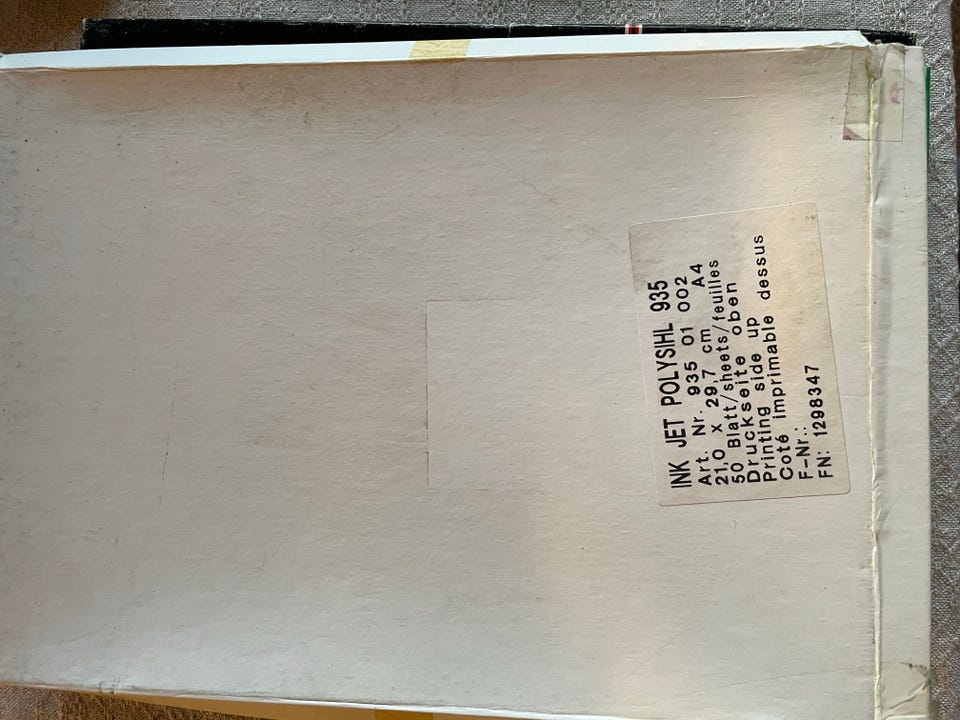 INK JET POLYSIHL 935
Art. Nr. 935 01 002
21,0 x 29,7 cm A4
50 Blatt/sheets/feuilles
Druckseite oben
Printing side up
Coté imprimable dessus
F-Nr.:
FN: 1298347